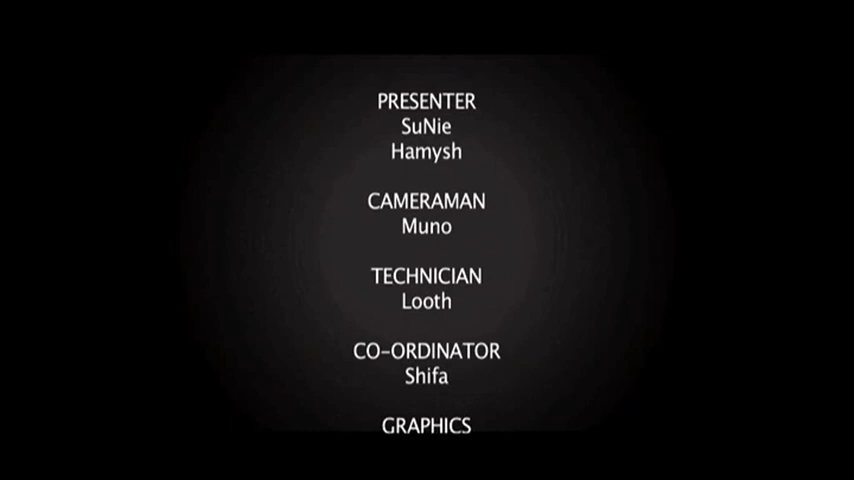 PRESENTER
SuNie
Hamysh
CAMERAMAN
Muno
TECHNICIAN
Looth
CO-ORDINATOR
Shifa
GRAPHICS